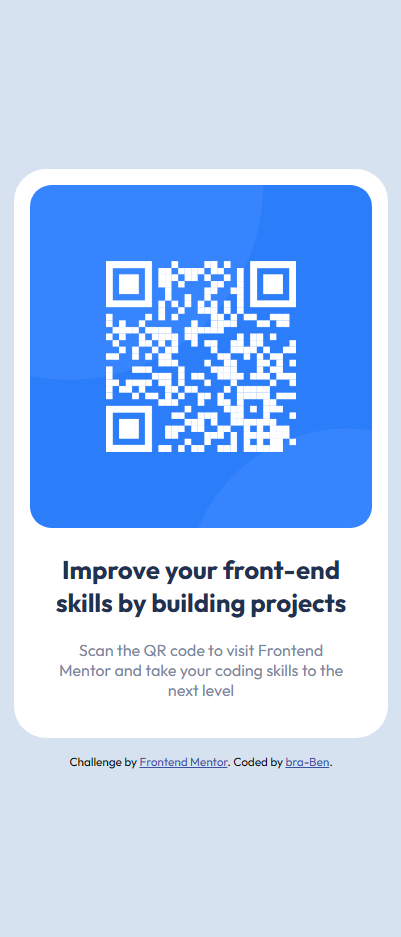 Improve your front-end
skills by building projects
Scan the QR code to visit Frontend
Mentor and take your coding skills to the
next level
Challenge by Frontend Mentor. Coded by bra-Ben.